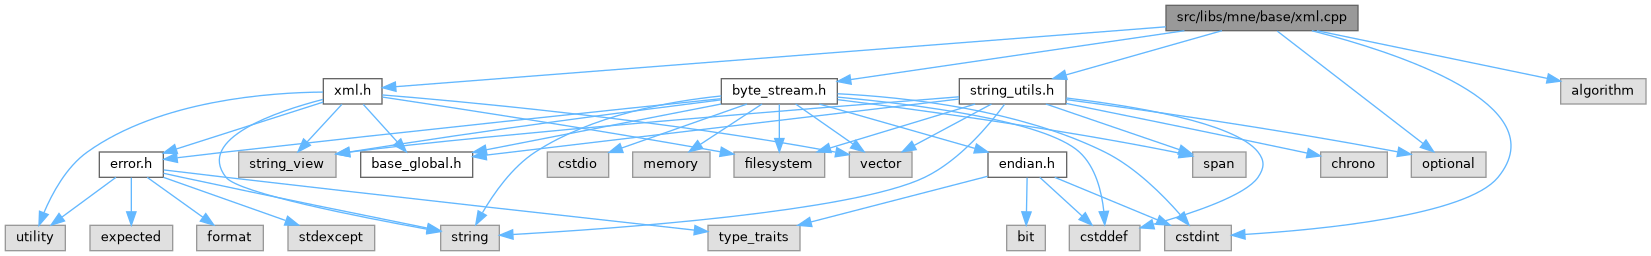 src/libs/mne/base/xml.cpp
xml.h
byte_stream.h
string_utils.h
algorithm
error.h
string_view
base_global.h
cstdio
memory
filesystem
vector
endian.h
span
chrono
optional
utility
expected
format
stdexcept
string
type_traits
bit
cstddef
cstdint